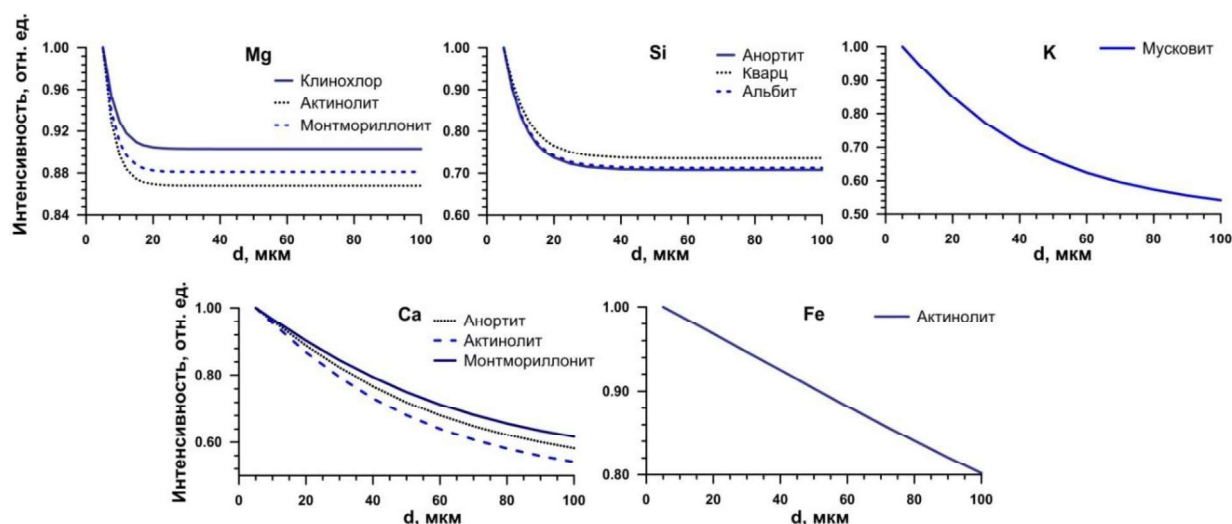 Интенсивность, отн. ед.
Mg
Клинохлор
Актинолит
Монтмориллонит
1.00
0.96
0.92
0.88
0.84
0 20 40 60 80 100
d, мкм
Si
Анортит
Кварц
Альбит
1.00
0.90
0.80
0.70
0.60
0 20 40 60 80 100
d, мкм
K
Мусковит
1.00
0.90
0.80
0.70
0.60
0.50
0 20 40 60 80 100
d, мкм
Интенсивность, отн. ед.
Ca
Анортит
Актинолит
Монтмориллонит
1.00
0.80
0.60
0 20 40 60 80 100
d, мкм
Fe
Актинолит
1.00
0.90
0.80
0 20 40 60 80 100
d, мкм